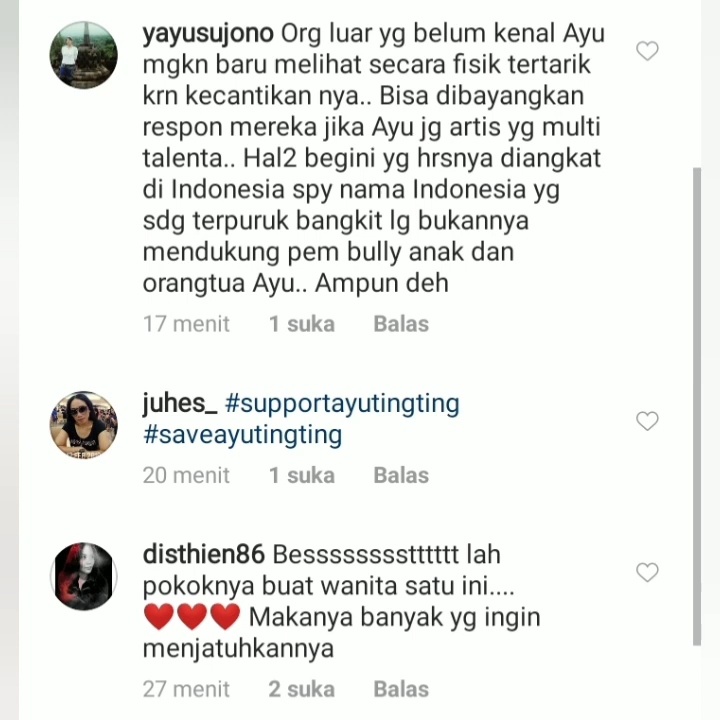 yayusujono Org luar yg belum kenal Ayu
mgkn baru melihat secara fisik tertarik
krn kecantikan nya.. Bisa dibayangkan
respon mereka jika Ayu jg artis yg multi
talenta.. Hal2 begini yg hrsnya diangkat
di Indonesia spy nama Indonesia yg
sdg terpuruk bangkit lg bukannya
mendukung pem bully anak dan
orangtua Ayu.. Ampun deh
17 menit 1 suka Balas
juhes_ #supportayutingting
#saveayutingting
20 menit 1 suka Balas
disthien86 Bessssssssstttttt lah
pokoknya buat wanita satu ini....
❤️❤️❤️ Makanya banyak yg ingin
menjatuhkannya
27 menit 2 suka Balas